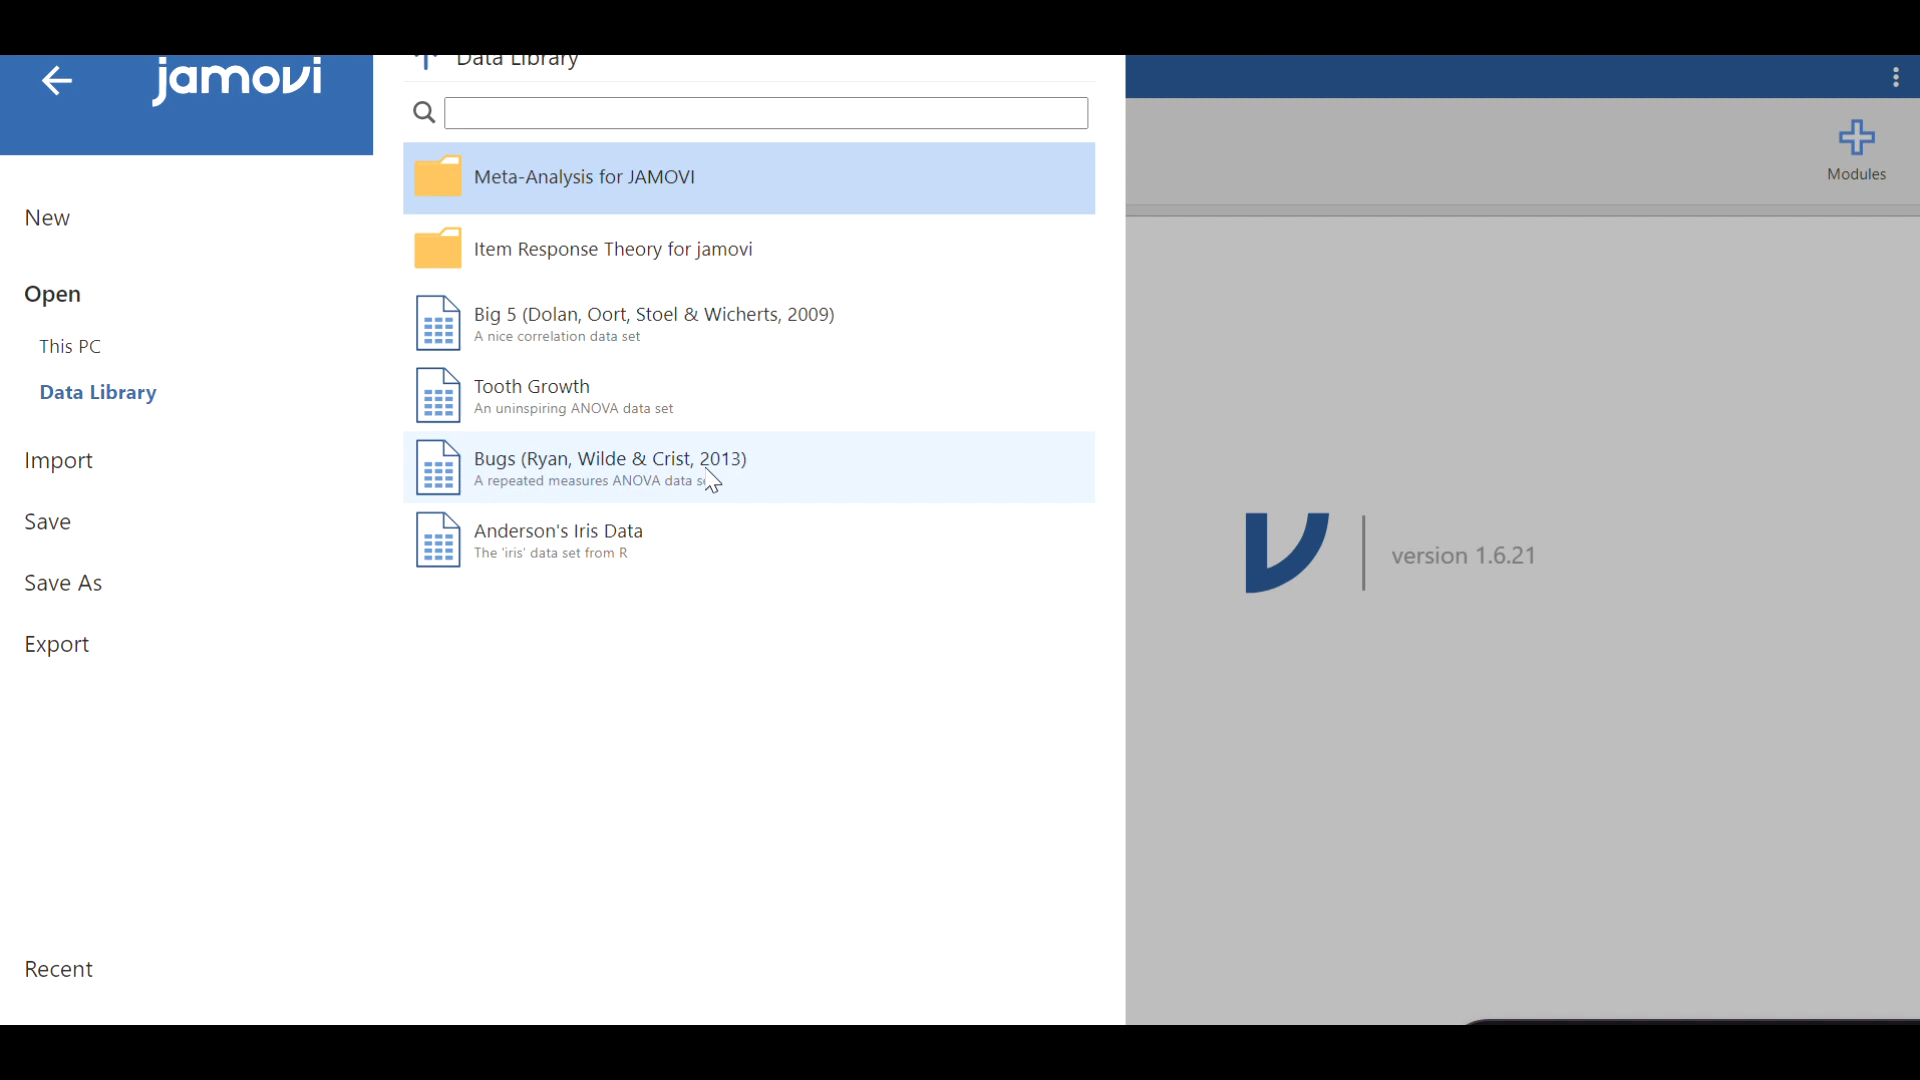 jamovi
New
Open
This PC
Data Library
Import
Save
Save As
Export
Recent
Data Library
Meta-Analysis for JAMOVI
Item Response Theory for jamovi
Big 5 (Dolan, Oort, Stoel & Wicherts, 2009)
A nice correlation data set
Tooth Growth
An uninspiring ANOVA data set
Bugs (Ryan, Wilde & Crist, 2013)
A repeated measures ANOVA data set
Anderson's Iris Data
The 'iris' data set from R
Modules
version 1.6.21